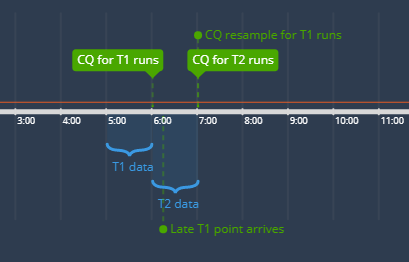 CQ resample for T1 runs
CQ for T1 runs
CQ for T2 runs
3:00 4:00 5:00 6:00 7:00 8:00 9:00 10:00 11:00
T1 data
T2 data
Late T1 point arrives